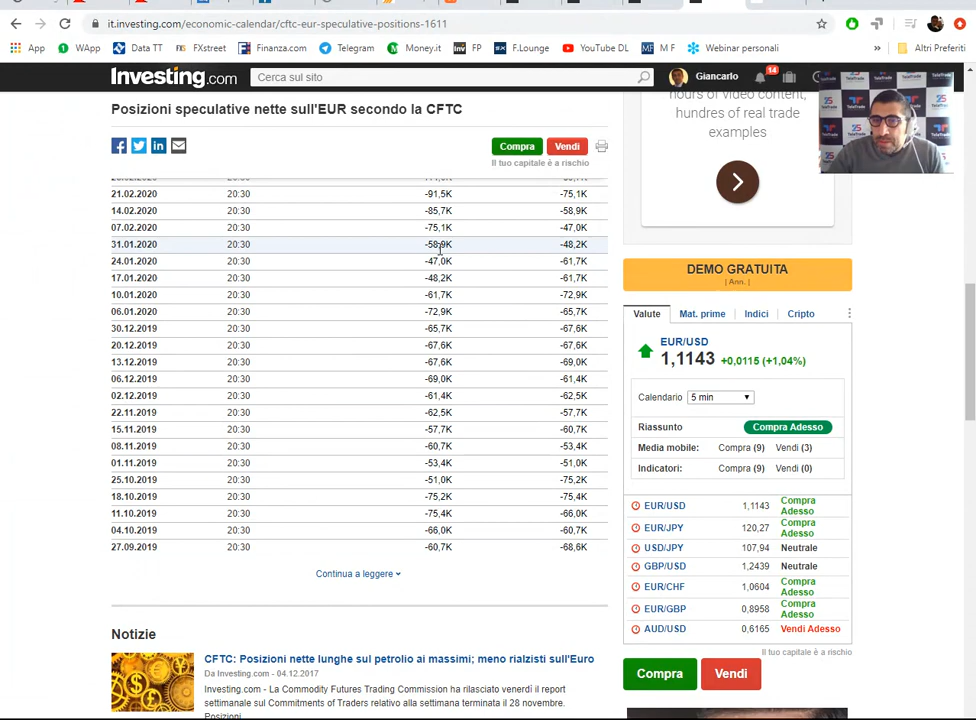 it.investing.com/economic-calendar/cftc-eur-speculative-positions-1611
App
WApp
Data TT
FXstreet
Finanza.com
Telegram
Money.it
Inv FP
F.Lounge
YouTube DL
MF M F
Webinar personali
»
Altri Preferiti
Investing.com
Cerca sul sito
Giancarlo
14
Posizioni speculative nette sull'EUR secondo la CFTC
Compra
Vendi
Il tuo capitale è a rischio
21.02.2020 20:30 -91,5K -75,1K
14.02.2020 20:30 -85,7K -58,9K
07.02.2020 20:30 -75,1K -47,0K
31.01.2020 20:30 -58,9K -48,2K
24.01.2020 20:30 -47,0K -61,7K
17.01.2020 20:30 -48,2K -61,7K
10.01.2020 20:30 -61,7K -72,9K
06.01.2020 20:30 -72,9K -65,7K
30.12.2019 20:30 -65,7K -67,6K
20.12.2019 20:30 -67,6K -67,6K
13.12.2019 20:30 -67,6K -69,0K
06.12.2019 20:30 -69,0K -61,4K
02.12.2019 20:30 -61,4K -62,5K
22.11.2019 20:30 -62,5K -57,7K
15.11.2019 20:30 -57,7K -60,7K
08.11.2019 20:30 -60,7K -53,4K
01.11.2019 20:30 -53,4K -51,0K
25.10.2019 20:30 -51,0K -75,2K
18.10.2019 20:30 -75,2K -75,4K
11.10.2019 20:30 -75,4K -66,0K
04.10.2019 20:30 -66,0K -60,7K
27.09.2019 20:30 -60,7K -68,6K
Continua a leggere
Notizie
CFTC: Posizioni nette lunghe sul petrolio ai massimi; meno rialzisti sull'Euro
Da Investing.com - 04.12.2017
Investing.com - La Commodity Futures Trading Commission ha rilasciato venerdì il report
settimanale sul Commitments of Traders relativo alla settimana terminata il 28 novembre.
Posizioni
hours of video content,
hundreds of real trade
examples
DEMO GRATUITA
[ Ann. ]
Valute
Mat. prime
Indici
Cripto
EUR/USD
1,1143 +0,0115 (+1,04%)
Calendario 5 min
Riassunto Compra Adesso
Media mobile: Compra (9) Vendi (3)
Indicatori: Compra (9) Vendi (0)
EUR/USD 1,1143 Compra
Adesso
EUR/JPY 120,27 Compra
Adesso
USD/JPY 107,94 Neutrale
GBP/USD 1,2439 Neutrale
EUR/CHF 1,0604 Compra
Adesso
EUR/GBP 0,8958 Compra
Adesso
AUD/USD 0,6165 Vendi Adesso
Il tuo capitale è a rischio
Compra
Vendi